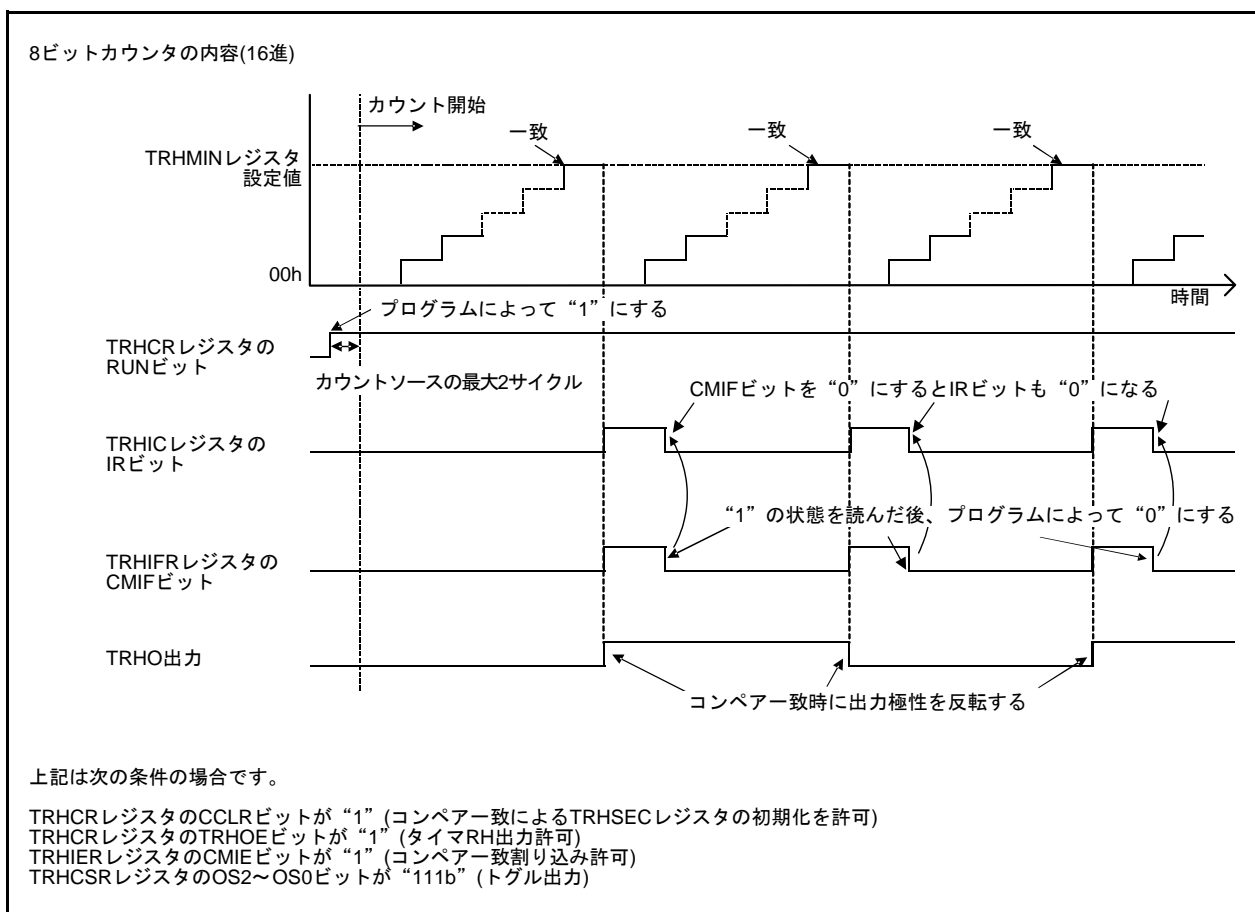 8ビットカウンタの内容(16進)
カウント開始
一致
一致
一致
TRHMINレジスタ
設定値
00h
時間
プログラムによって“1”にする
TRHCRレジスタの
RUNビット
カウントソースの最大2サイクル
CMIFビットを“0”にするとIRビットも“0”になる
TRHICレジスタの
IRビット
“1”の状態を読んだ後、プログラムによって“0”にする
TRHIFRレジスタの
CMIFビット
TRHO出力
コンペア一致時に出力極性を反転する
上記は次の条件の場合です。
TRHCRレジスタのCCLRビットが“1”(コンペア一致によるTRHSECレジスタの初期化を許可)
TRHCRレジスタのTRHOEビットが“1”(タイマRH出力許可)
TRHIERレジスタのCMIEビットが“1”(コンペア一致割り込み許可)
TRHCSRレジスタのOS2～OS0ビットが“111b”(トグル出力)